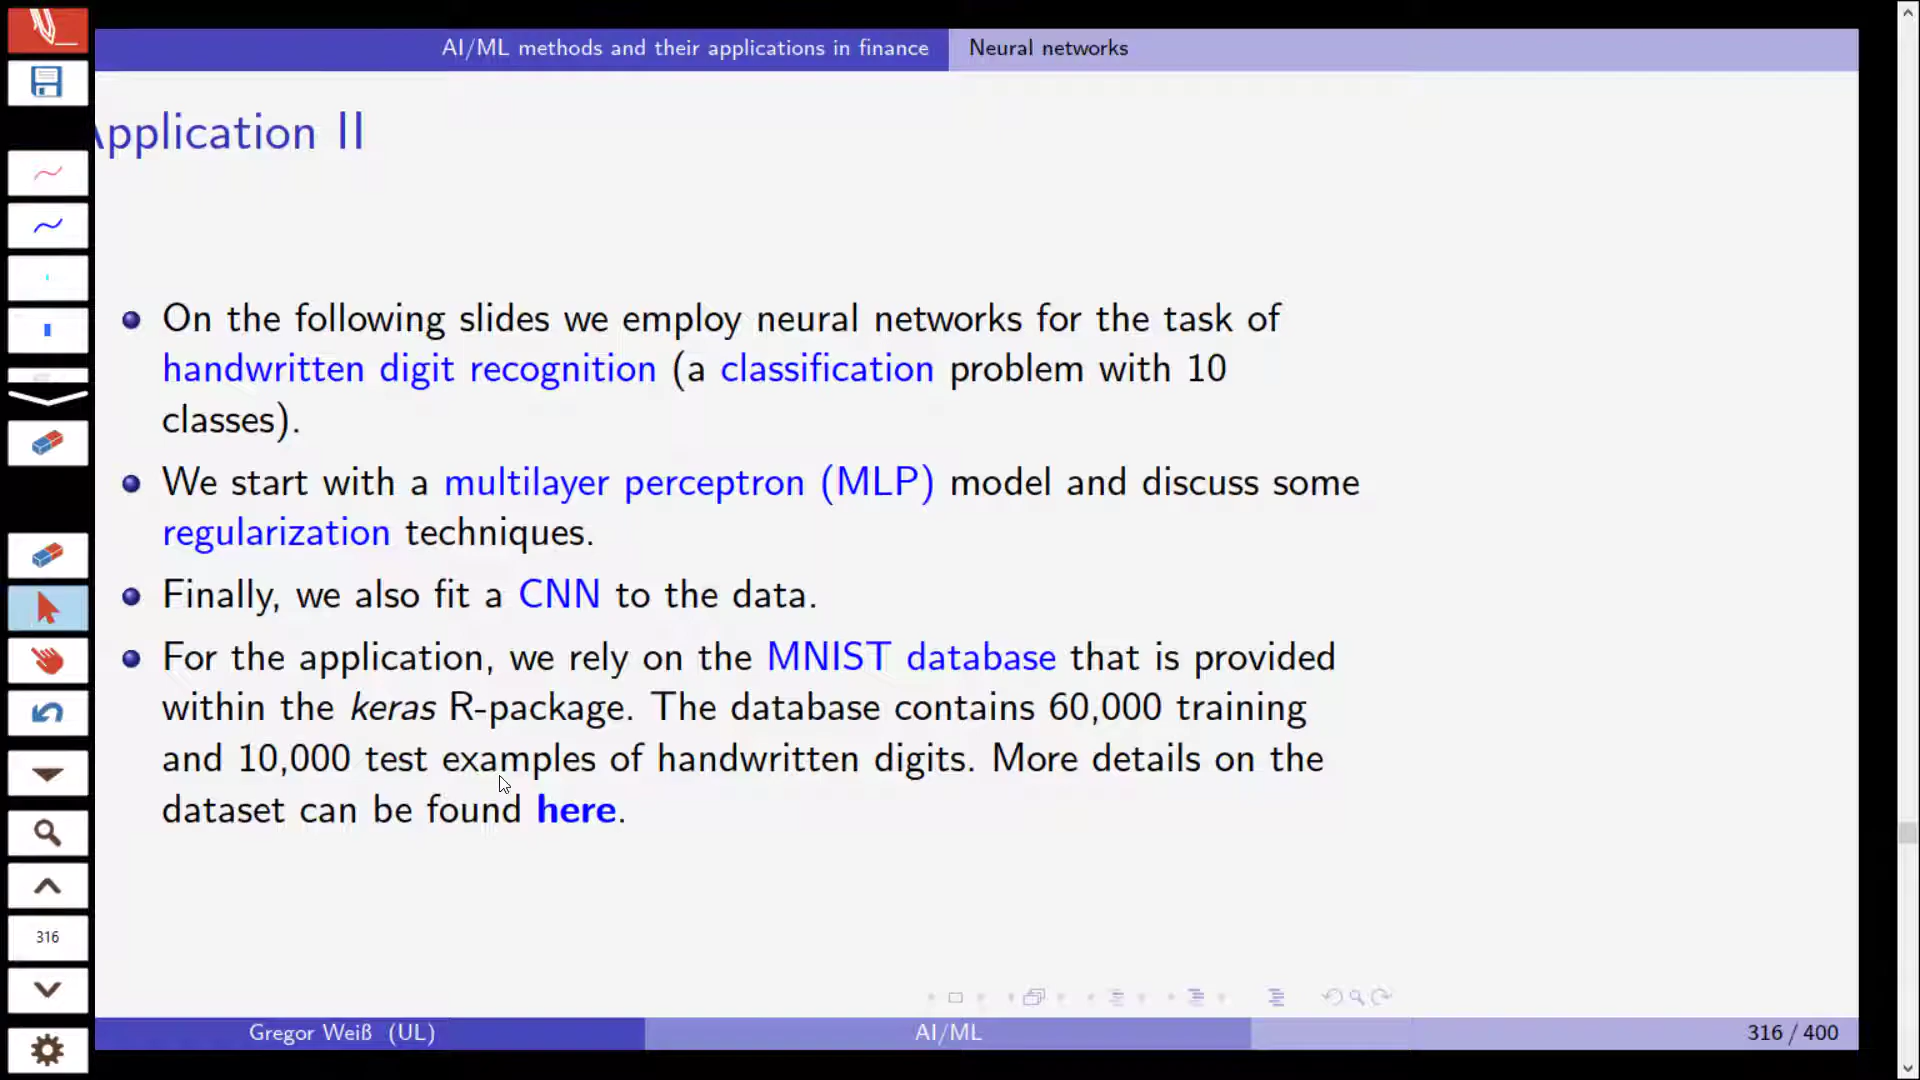 AI/ML methods and their applications in finance Neural networks
Application II
On the following slides we employ neural networks for the task of
handwritten digit recognition (a classification problem with 10
classes).
We start with a multilayer perceptron (MLP) model and discuss some
regularization techniques.
Finally, we also fit a CNN to the data.
For the application, we rely on the MNIST database that is provided
within the keras R-package. The database contains 60,000 training
and 10,000 test examples of handwritten digits. More details on the
dataset can be found here.
316
Gregor Weiß (UL) AI/ML 316 / 400